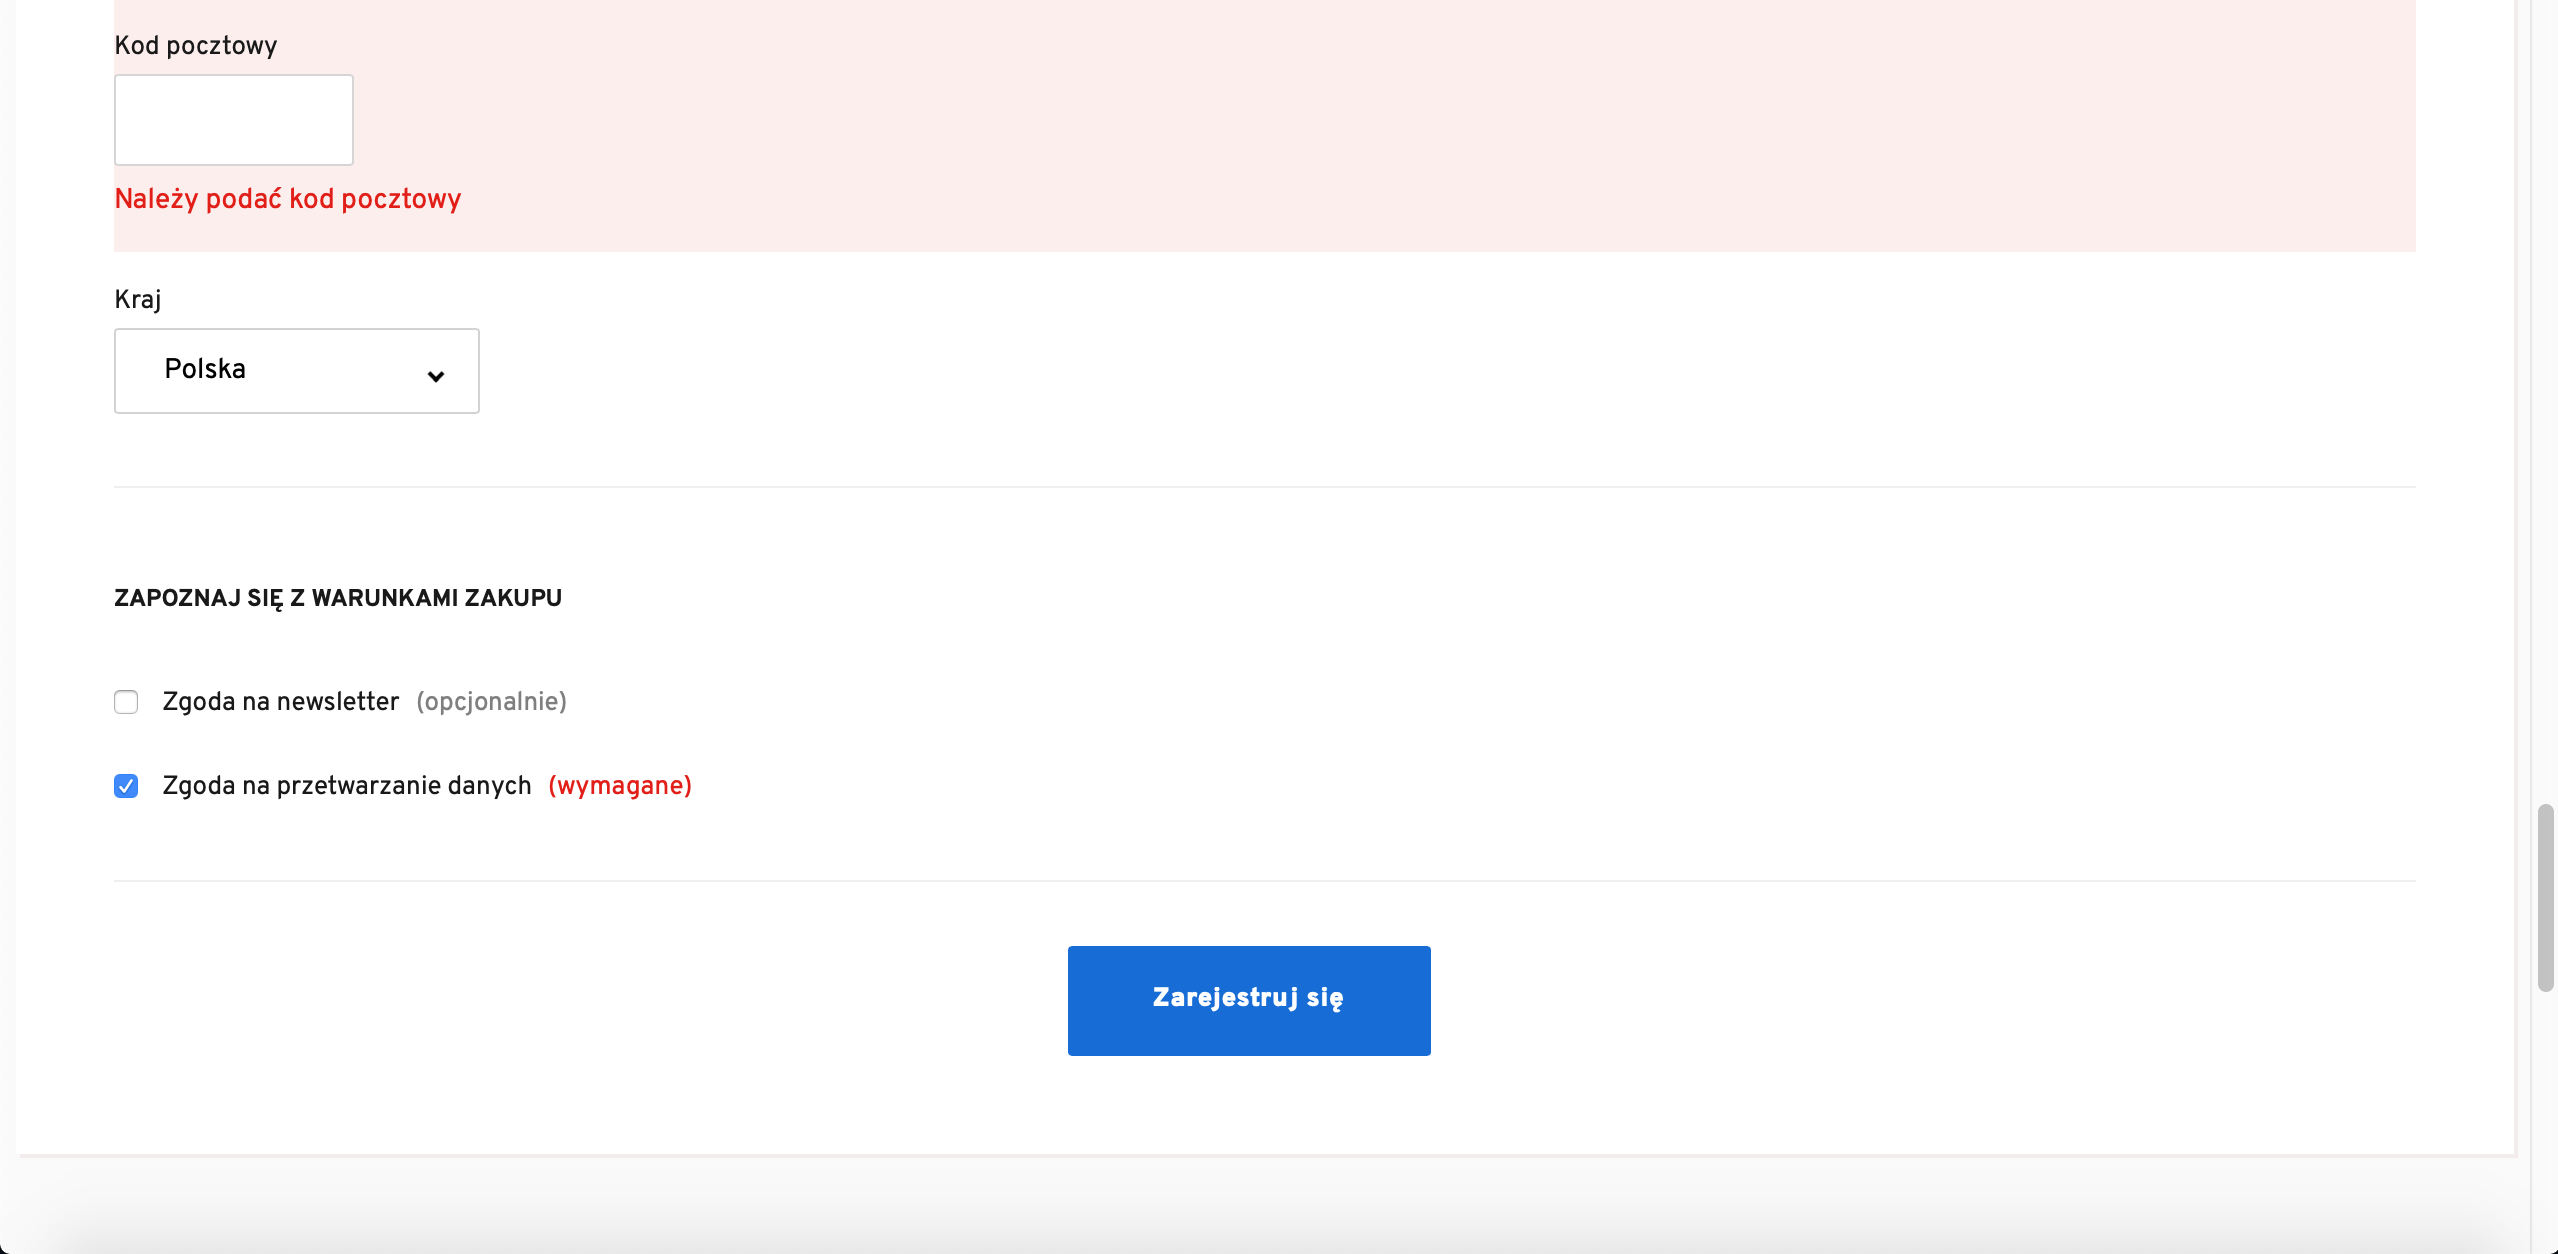 Kod pocztowy
Należy podać kod pocztowy
Kraj
Polska
ZAPOZNAJ SIĘ Z WARUNKAMI ZAKUPU
Zgoda na newsletter (opcjonalnie)
Zgoda na przetwarzanie danych (wymagane)
Zarejestruj się